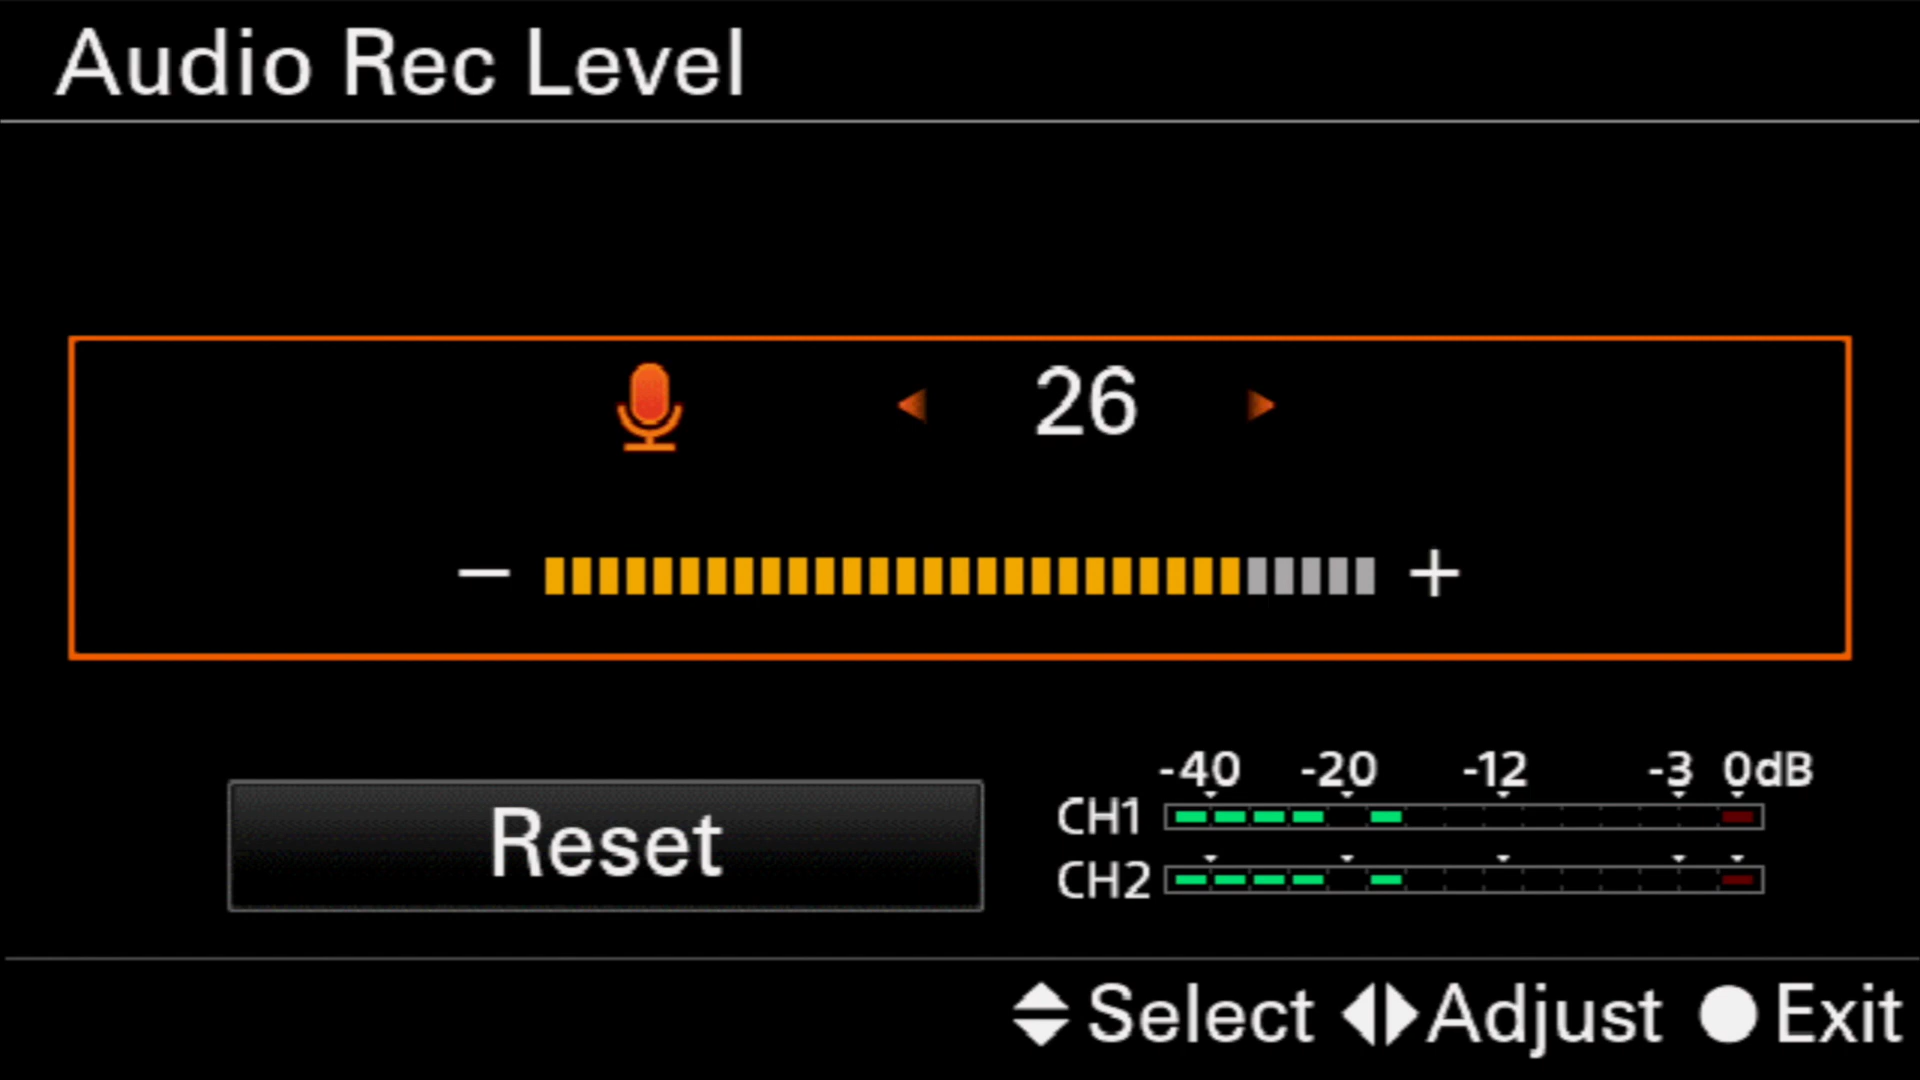 Audio Rec Level
26
− +
Reset
-40 -20 -12 -3 0dB
CH1
CH2
Select Adjust Exit